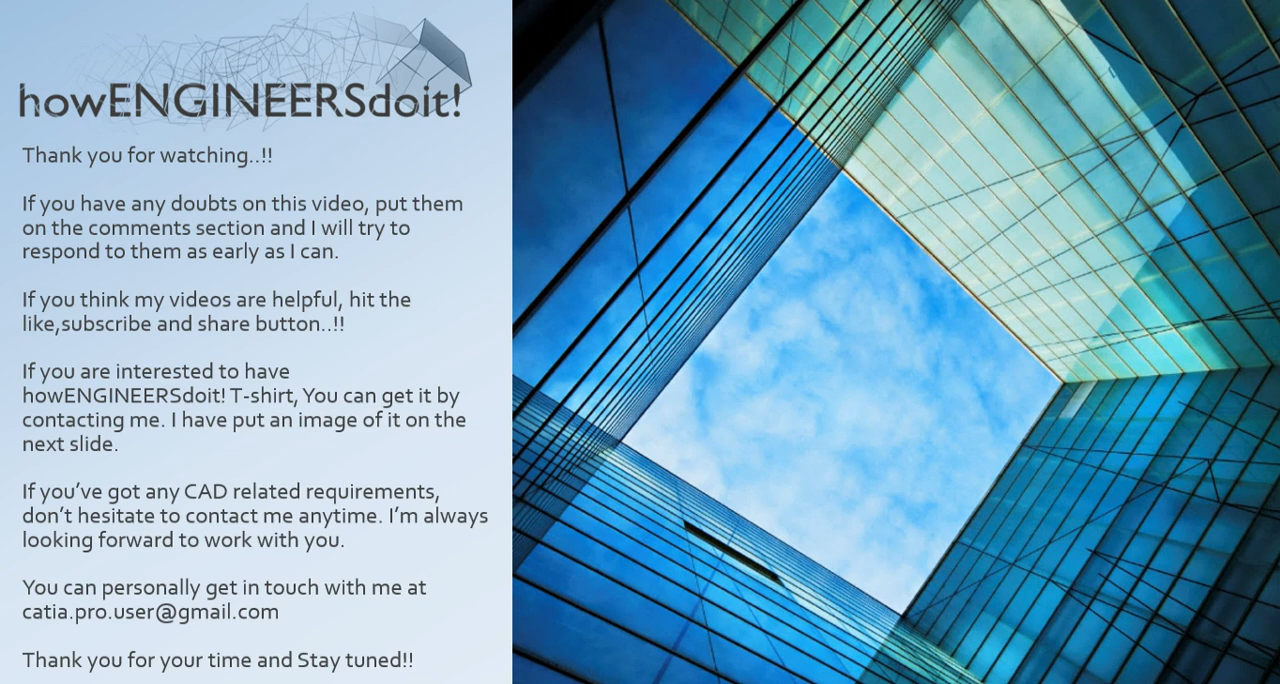 howENGINEERSdoit!
Thank you for watching..!!
If you have any doubts on this video, put them
on the comments section and I will try to
respond to them as early as I can.
If you think my videos are helpful, hit the
like,subscribe and share button..!!
If you are interested to have
howENGINEERSdoit! T-shirt, You can get it by
contacting me. I have put an image of it on the
next slide.
If you've got any CAD related requirements,
don't hesitate to contact me anytime. I'm always
looking forward to work with you.
You can personally get in touch with me at
catia.pro.user@gmail.com
Thank you for your time and Stay tuned!!